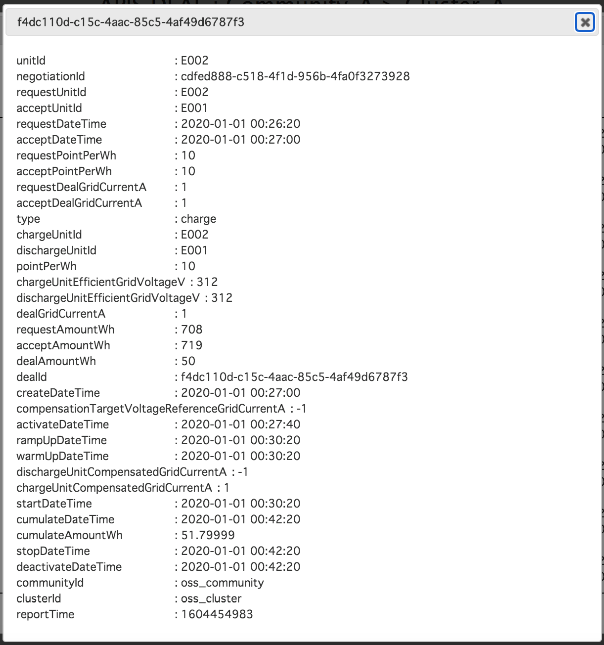 f4dc110d-c15c-4aac-85c5-4af49d6787f3
unitId : E002
negotiationId : cdfed888-c518-4f1d-956b-4fa0f3273928
requestUnitId : E002
acceptUnitId : E001
requestDateTime : 2020-01-01 00:26:20
acceptDateTime : 2020-01-01 00:27:00
requestPointPerWh : 10
acceptPointPerWh : 10
requestDealGridCurrentA : 1
acceptDealGridCurrentA : 1
type : charge
chargeUnitId : E002
dischargeUnitId : E001
pointPerWh : 10
chargeUnitEfficientGridVoltageV : 312
dischargeUnitEfficientGridVoltageV : 312
dealGridCurrentA : 1
requestAmountWh : 708
acceptAmountWh : 719
dealAmountWh : 50
dealId : f4dc110d-c15c-4aac-85c5-4af49d6787f3
createDateTime : 2020-01-01 00:27:00
compensationTargetVoltageReferenceGridCurrentA : -1
activateDateTime : 2020-01-01 00:27:40
rampUpDateTime : 2020-01-01 00:30:20
warmUpDateTime : 2020-01-01 00:30:20
dischargeUnitCompensatedGridCurrentA : -1
chargeUnitCompensatedGridCurrentA : 1
startDateTime : 2020-01-01 00:30:20
cumulateDateTime : 2020-01-01 00:42:20
cumulateAmountWh : 51.79999
stopDateTime : 2020-01-01 00:42:20
deactivateDateTime : 2020-01-01 00:42:20
communityId : oss_community
clusterId : oss_cluster
reportTime : 1604454983